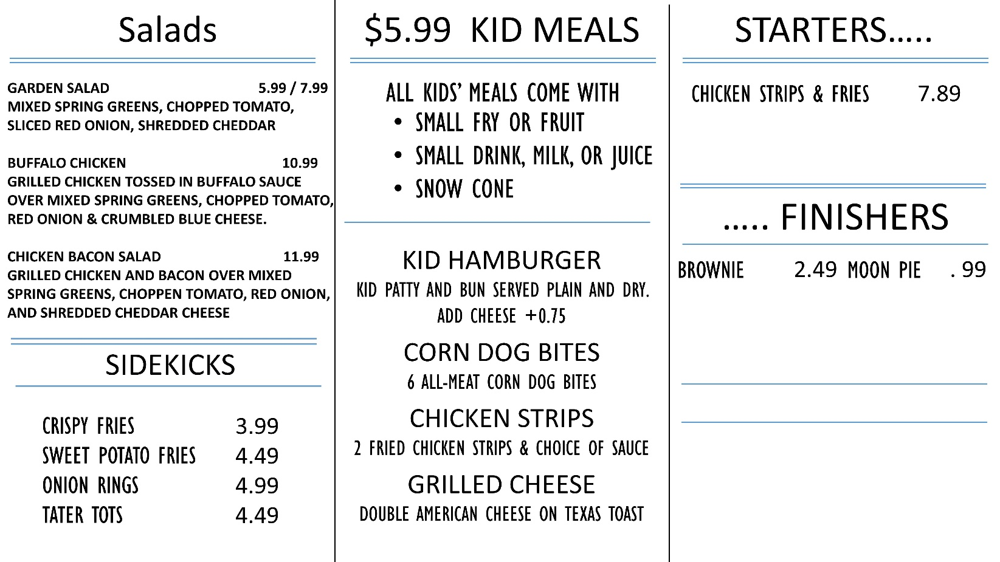 Salads
GARDEN SALAD 5.99 / 7.99
MIXED SPRING GREENS, CHOPPED TOMATO,
SLICED RED ONION, SHREDDED CHEDDAR
BUFFALO CHICKEN 10.99
GRILLED CHICKEN TOSSED IN BUFFALO SAUCE
OVER MIXED SPRING GREENS, CHOPPED TOMATO,
RED ONION & CRUMBLED BLUE CHEESE.
CHICKEN BACON SALAD 11.99
GRILLED CHICKEN AND BACON OVER MIXED
SPRING GREENS, CHOPPEN TOMATO, RED ONION,
AND SHREDDED CHEDDAR CHEESE
SIDEKICKS
CRISPY FRIES 3.99
SWEET POTATO FRIES 4.49
ONION RINGS 4.99
TATER TOTS 4.49
$5.99 KID MEALS
ALL KIDS’ MEALS COME WITH
• SMALL FRY OR FRUIT
• SMALL DRINK, MILK, OR JUICE
• SNOW CONE
KID HAMBURGER
KID PATTY AND BUN SERVED PLAIN AND DRY.
ADD CHEESE +0.75
CORN DOG BITES
6 ALL-MEAT CORN DOG BITES
CHICKEN STRIPS
2 FRIED CHICKEN STRIPS & CHOICE OF SAUCE
GRILLED CHEESE
DOUBLE AMERICAN CHEESE ON TEXAS TOAST
STARTERS…..
CHICKEN STRIPS & FRIES 7.89
….. FINISHERS
BROWNIE 2.49 MOON PIE . 99